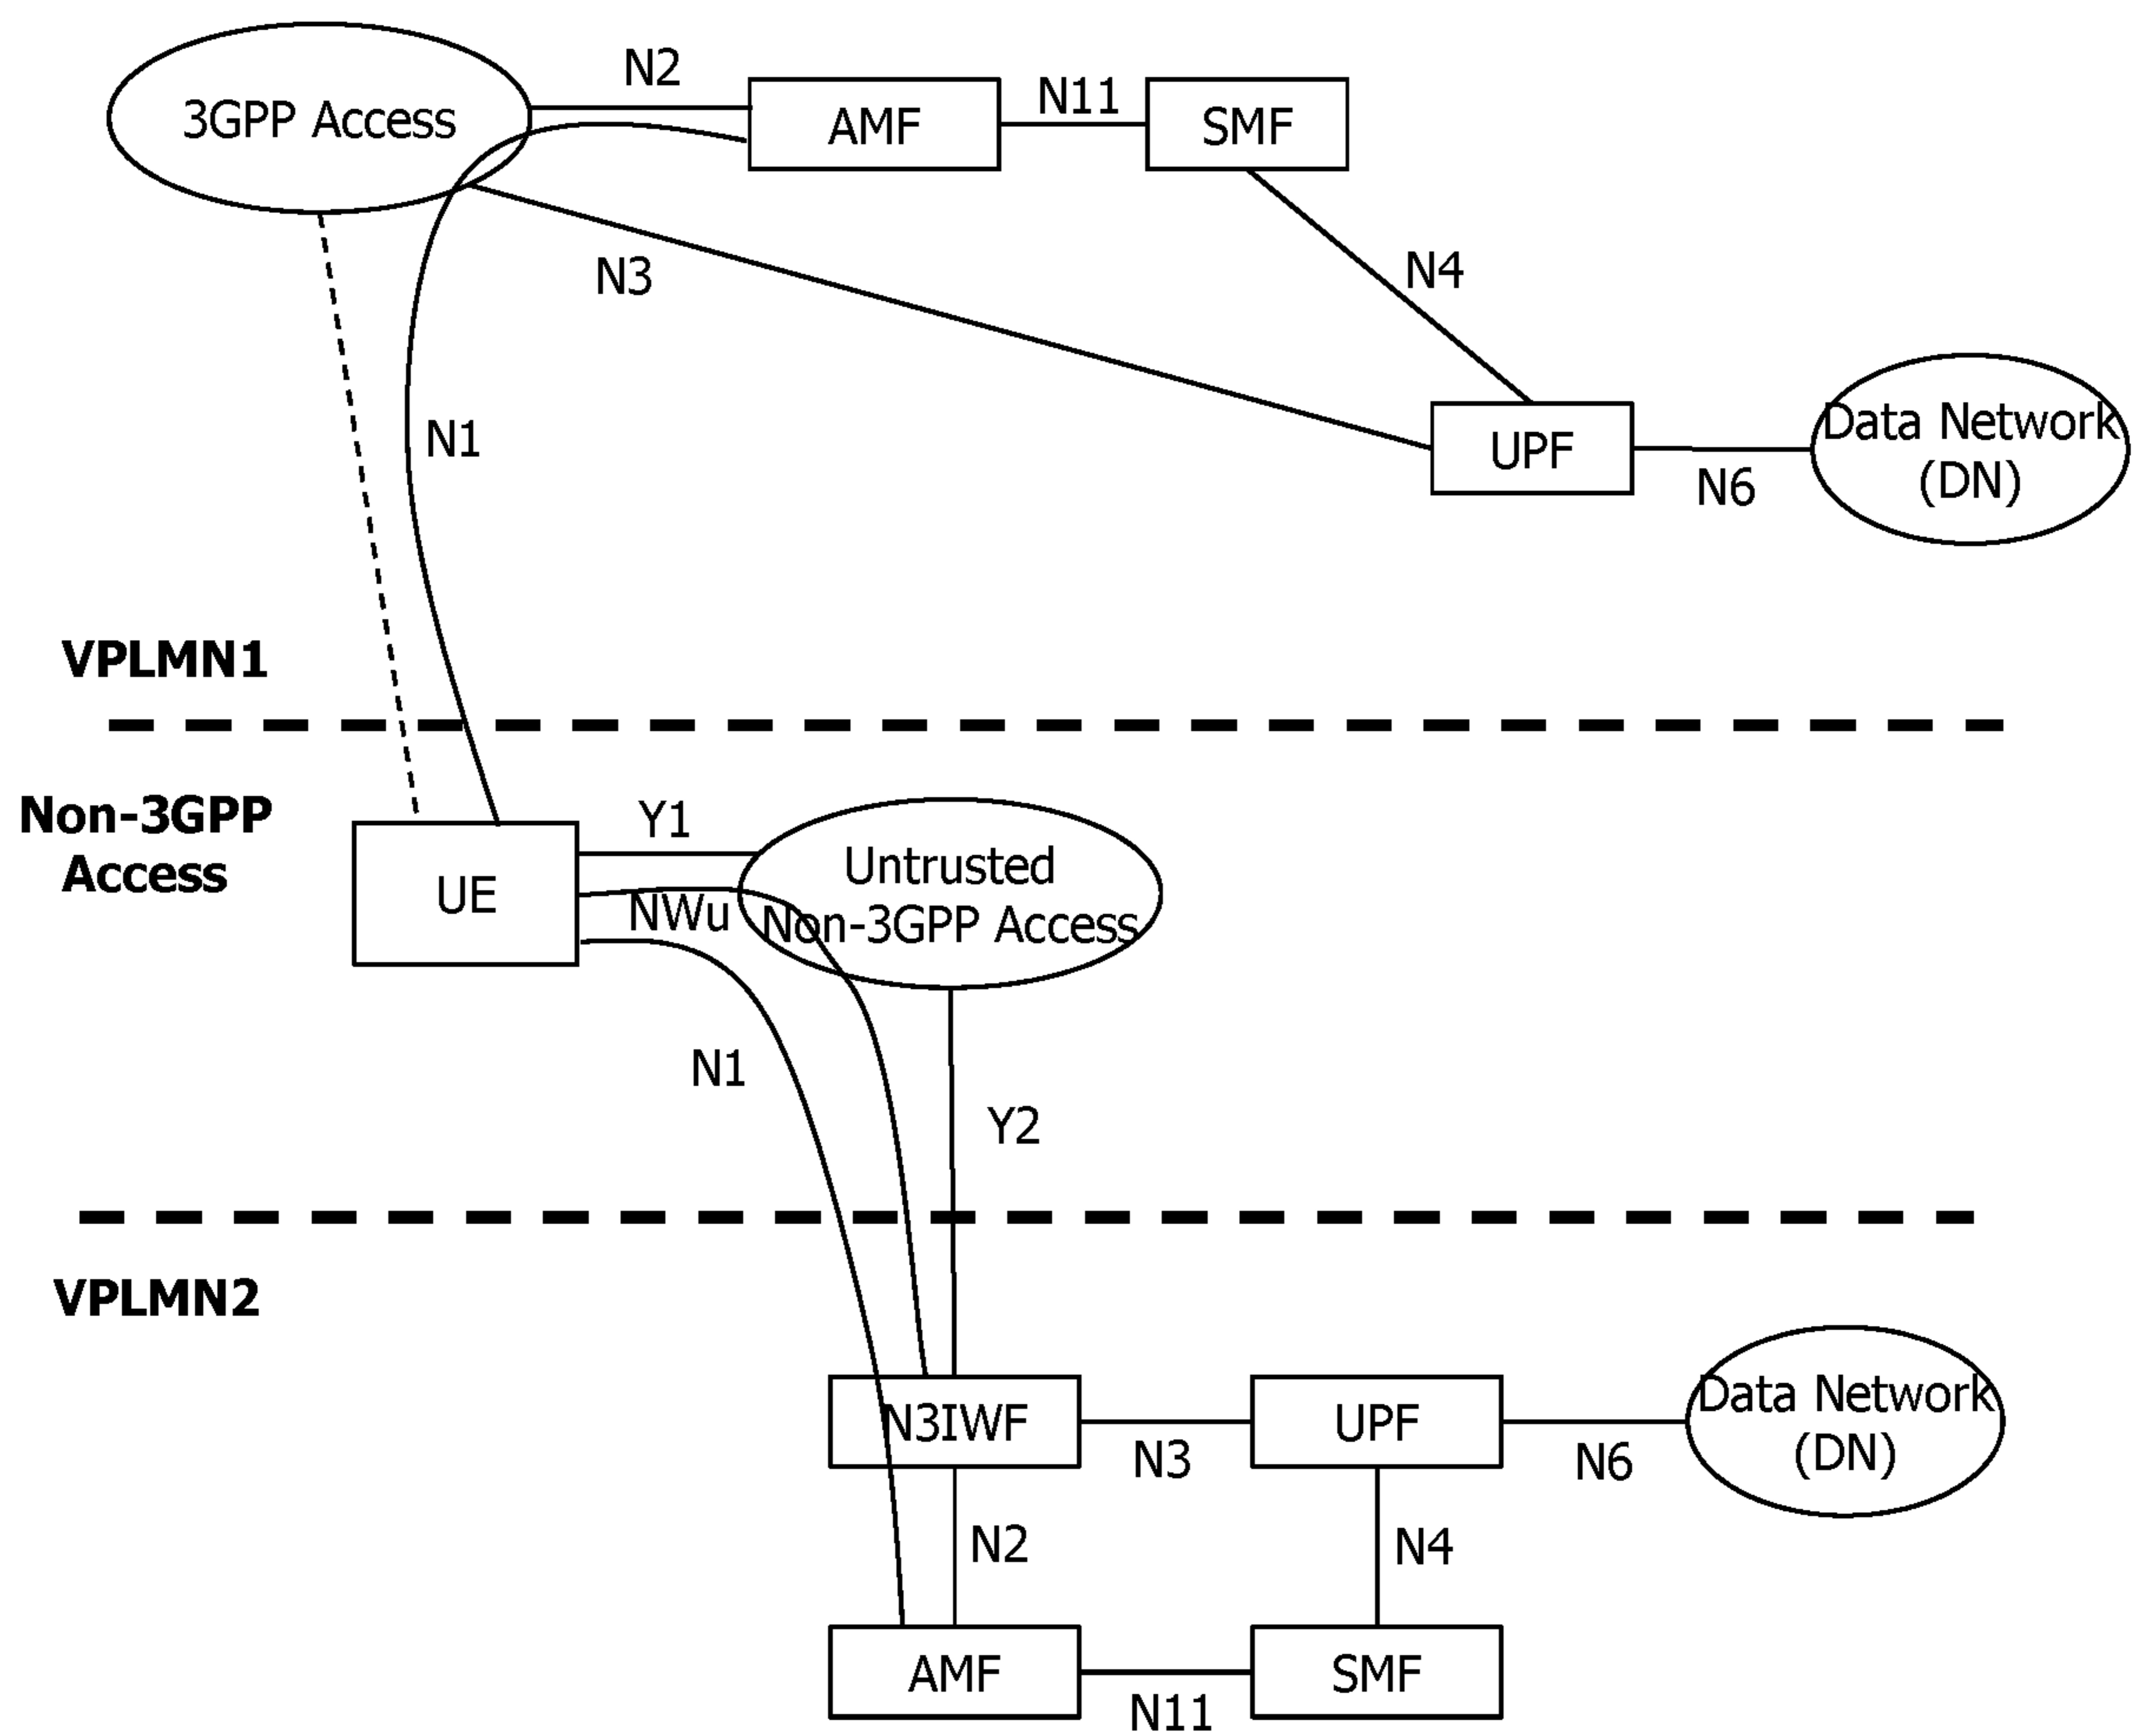 N2
3GPP Access
AMF
N11
SMF
N3
N4
N1
UPF
N6
Data Network
(DN)
VPLMN1
Non-3GPP
Access
UE
Y1
NWu
Untrusted
Non-3GPP Access
N1
Y2
VPLMN2
N3IWF
N3
UPF
N6
Data Network
(DN)
N2
N4
AMF
N11
SMF